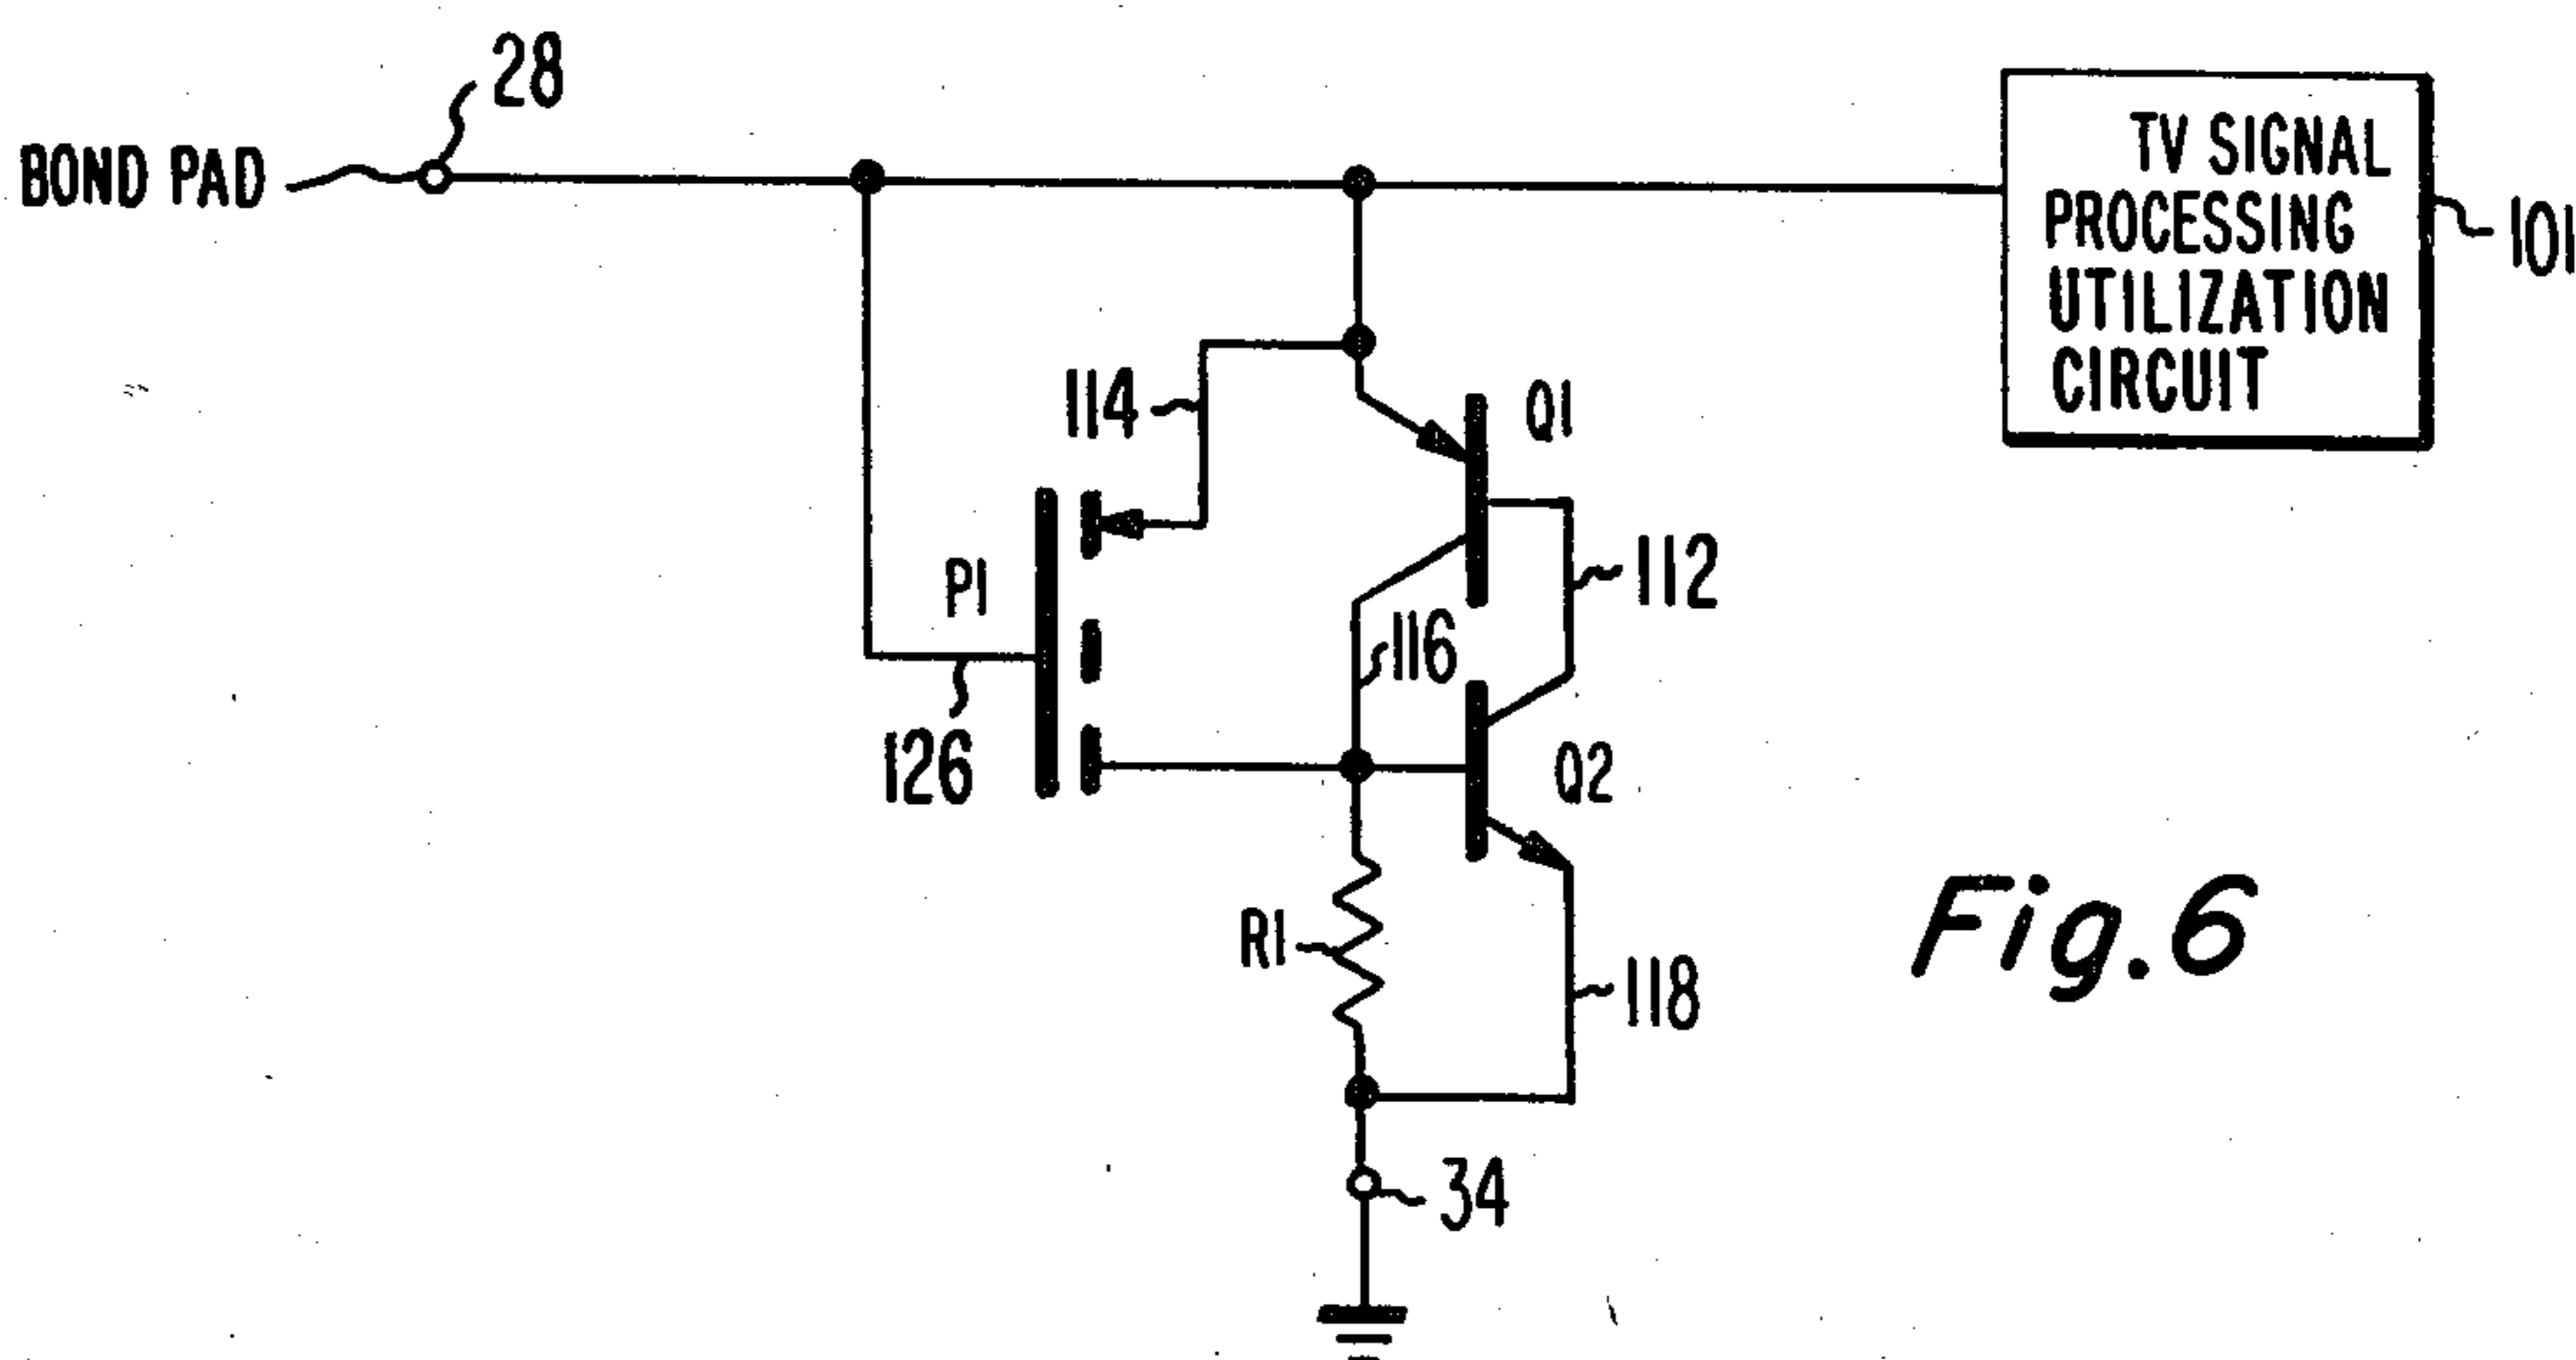 28
BOND PAD
TV SIGNAL
PROCESSING
UTILIZATION
CIRCUIT
101
114
Q1
P1
112
116
126
Q2
R1
118
Fig.6
34